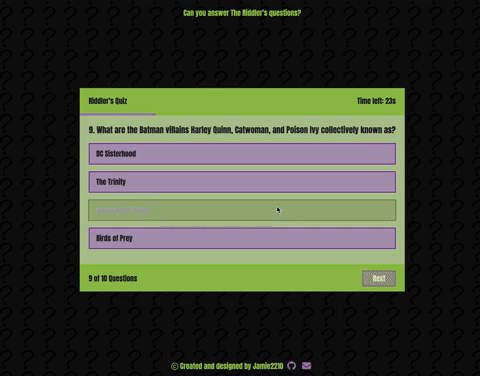 Can you answer The Riddler's questions?
Riddler's Quiz
Time left: 23s
9. What are the Batman villains Harley Quinn, Catwoman, and Poison Ivy collectively known as?
DC Sisterhood
The Trinity
Birds of Prey
9 of 10 Questions
Next
© Created and designed by Jamie2210